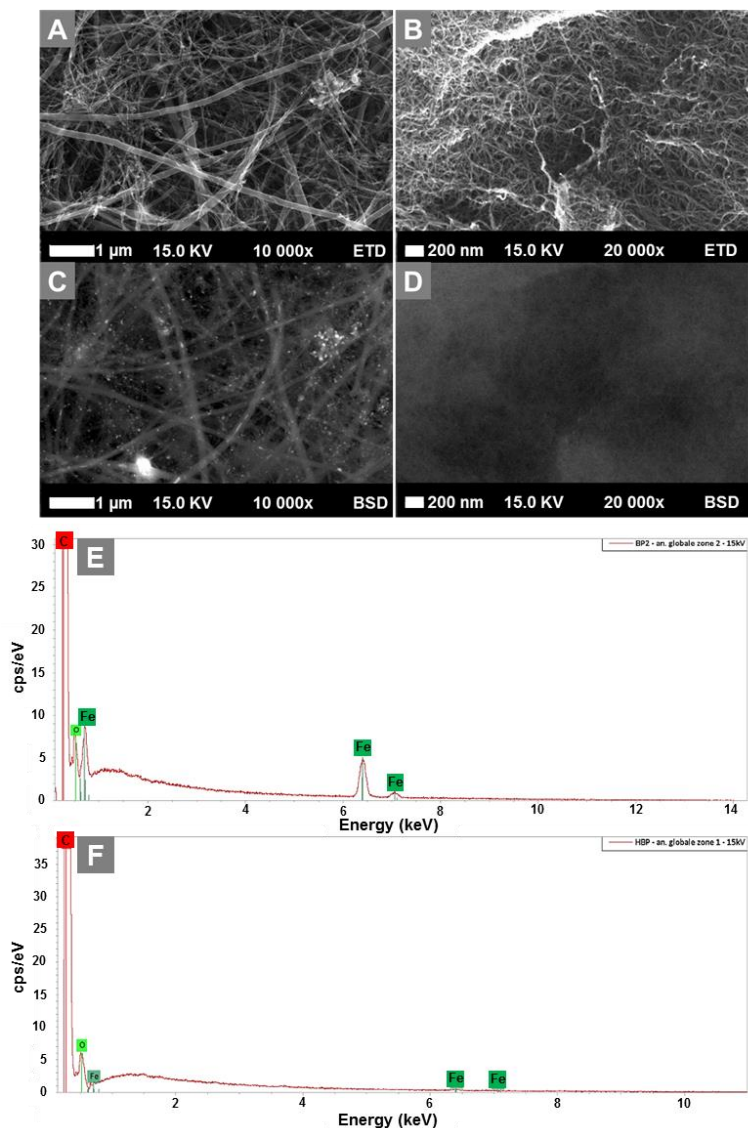 A
B
1 µm 15.0 KV 10 000x ETD
200 nm 15.0 KV 20 000x ETD
C
D
1 µm 15.0 KV 10 000x BSD
200 nm 15.0 KV 20 000x BSD
E
C
BP2 - an. globale zone 2 - 15kV
30
25
20
15
10
5
0
cps/eV
O
Fe
Fe
Fe
2
4
6
8
10
12
14
Energy (keV)
F
C
HBP - an. globale zone 1 - 15kV
35
30
25
20
15
10
5
0
cps/eV
O
Fe
Fe
Fe
2
4
6
8
10
Energy (keV)